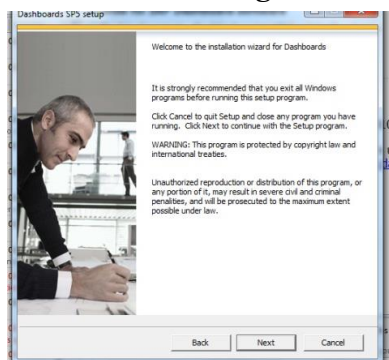 Dashboards SP5 setup
Welcome to the installation wizard for Dashboards
It is strongly recommended that you exit all Windows
programs before running this setup program.
Click Cancel to quit Setup and close any program you have
running. Click Next to continue with the Setup program.
WARNING: This program is protected by copyright law and
international treaties.
Unauthorized reproduction or distribution of this program, or
any portion of it, may result in severe civil and criminal
penalities, and will be prosecuted to the maximum extent
possible under law.
Back Next Cancel